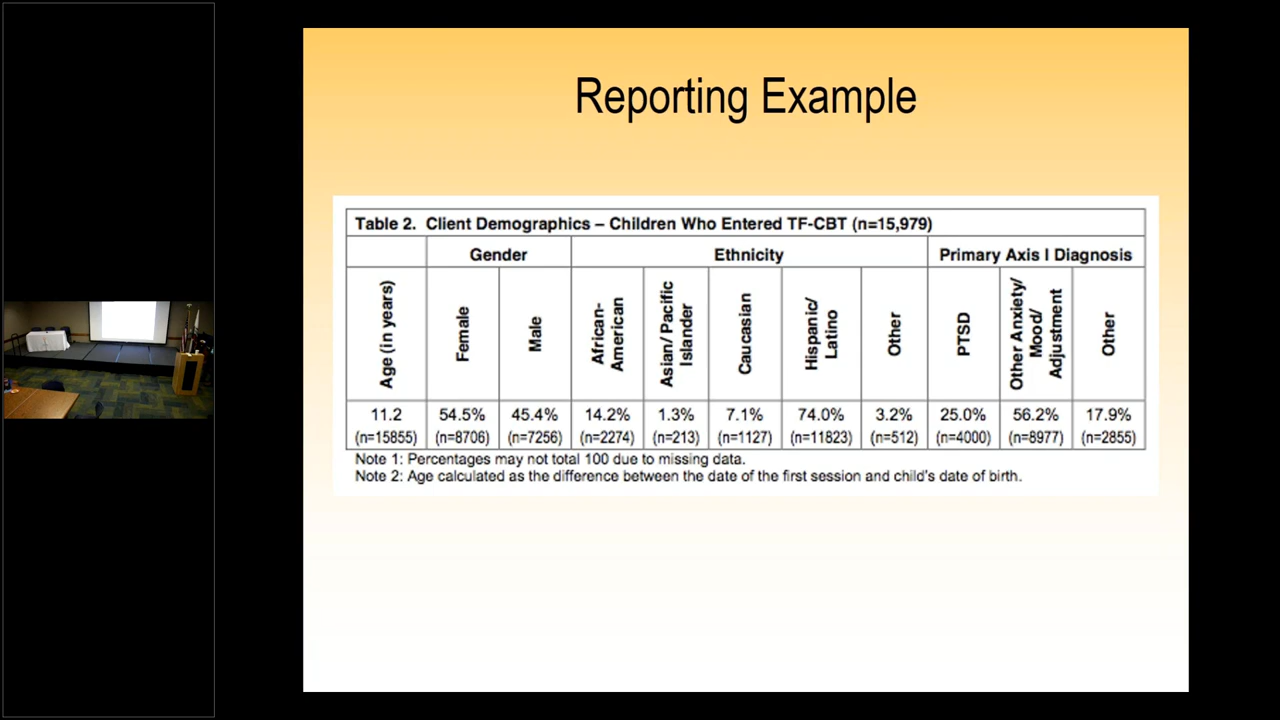 Reporting Example
Table 2. Client Demographics – Children Who Entered TF-CBT (n=15,979)
Gender Ethnicity Primary Axis I Diagnosis
Age (in years)
Female
Male
African-
American
Asian/ Pacific
Islander
Caucasian
Hispanic/
Latino
Other
PTSD
Other Anxiety/
Mood/
Adjustment
Other
11.2 54.5% 45.4% 14.2% 1.3% 7.1% 74.0% 3.2% 25.0% 56.2% 17.9%
(n=15855) (n=8706) (n=7256) (n=2274) (n=213) (n=1127) (n=11823) (n=512) (n=4000) (n=8977) (n=2855)
Note 1: Percentages may not total 100 due to missing data.
Note 2: Age calculated as the difference between the date of the first session and child's date of birth.